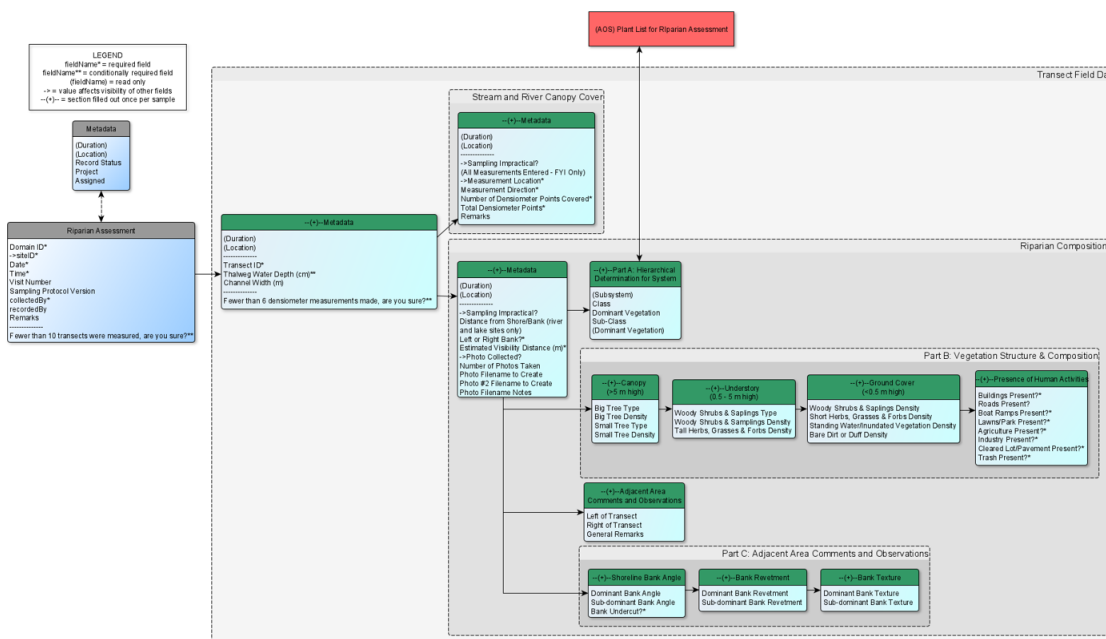 (AOS) Plant List for Riparian Assessment
LEGEND
fieldName* = required field
fieldName** = conditionally required field
(fieldName) = read only
-> = value affects visibility of other fields
--(+)-- = section filled out once per sample
Transect Field Da
Metadata
(Duration)
(Location)
Record Status
Project
Assigned
Riparian Assessment
Domain ID*
->siteID*
Date*
Time*
Visit Number
Sampling Protocol Version
collectedBy*
recordedBy
Remarks
--------------
Fewer than 10 transects were measured, are you sure?**
--(+)--Metadata
(Duration)
(Location)
--------------
Transect ID*
Thalweg Water Depth (cm)**
Channel Width (m)
--------------
Fewer than 6 densiometer measurements made, are you sure?**
Stream and River Canopy Cover
--(+)--Metadata
(Duration)
(Location)
--------------
->Sampling Impractical?
(All Measurements Entered - FYI Only)
->Measurement Location*
Measurement Direction*
Number of Densiometer Points Covered*
Total Densiometer Points*
Remarks
Riparian Composition
--(+)--Metadata
(Duration)
(Location)
--------------
->Sampling Impractical?
Distance from Shore/Bank (river
and lake sites only)
Left or Right Bank?*
Estimated Visibility Distance (m)*
->Photo Collected?
Number of Photos Taken
Photo Filename to Create
Photo #2 Filename to Create
Photo Filename Notes
--(+)--Part A: Hierarchical
Determination for System
(Subsystem)
Class
Dominant Vegetation
Sub-Class
(Dominant Vegetation)
Part B: Vegetation Structure & Composition
--(+)--Canopy
(>5 m high)
Big Tree Type
Big Tree Density
Small Tree Type
Small Tree Density
--(+)--Understory
(0.5 - 5 m high)
Woody Shrubs & Saplings Type
Woody Shrubs & Samplings Density
Tall Herbs, Grasses & Forbs Density
--(+)--Ground Cover
(<0.5 m high)
Woody Shrubs & Saplings Density
Short Herbs, Grasses & Forbs Density
Standing Water/Inundated Vegetation Density
Bare Dirt or Duff Density
--(+)--Presence of Human Activities
Buildings Present?*
Roads Present?
Boat Ramps Present?*
Lawns/Park Present?*
Agriculture Present?*
Industry Present?*
Cleared Lot/Pavement Present?*
Trash Present?*
--(+)--Adjacent Area
Comments and Observations
Left of Transect
Right of Transect
General Remarks
Part C: Adjacent Area Comments and Observations
--(+)--Shoreline Bank Angle
Dominant Bank Angle
Sub-dominant Bank Angle
Bank Undercut?*
--(+)--Bank Revetment
Dominant Bank Revetment
Sub-dominant Bank Revetment
--(+)--Bank Texture
Dominant Bank Texture
Sub-dominant Bank Texture